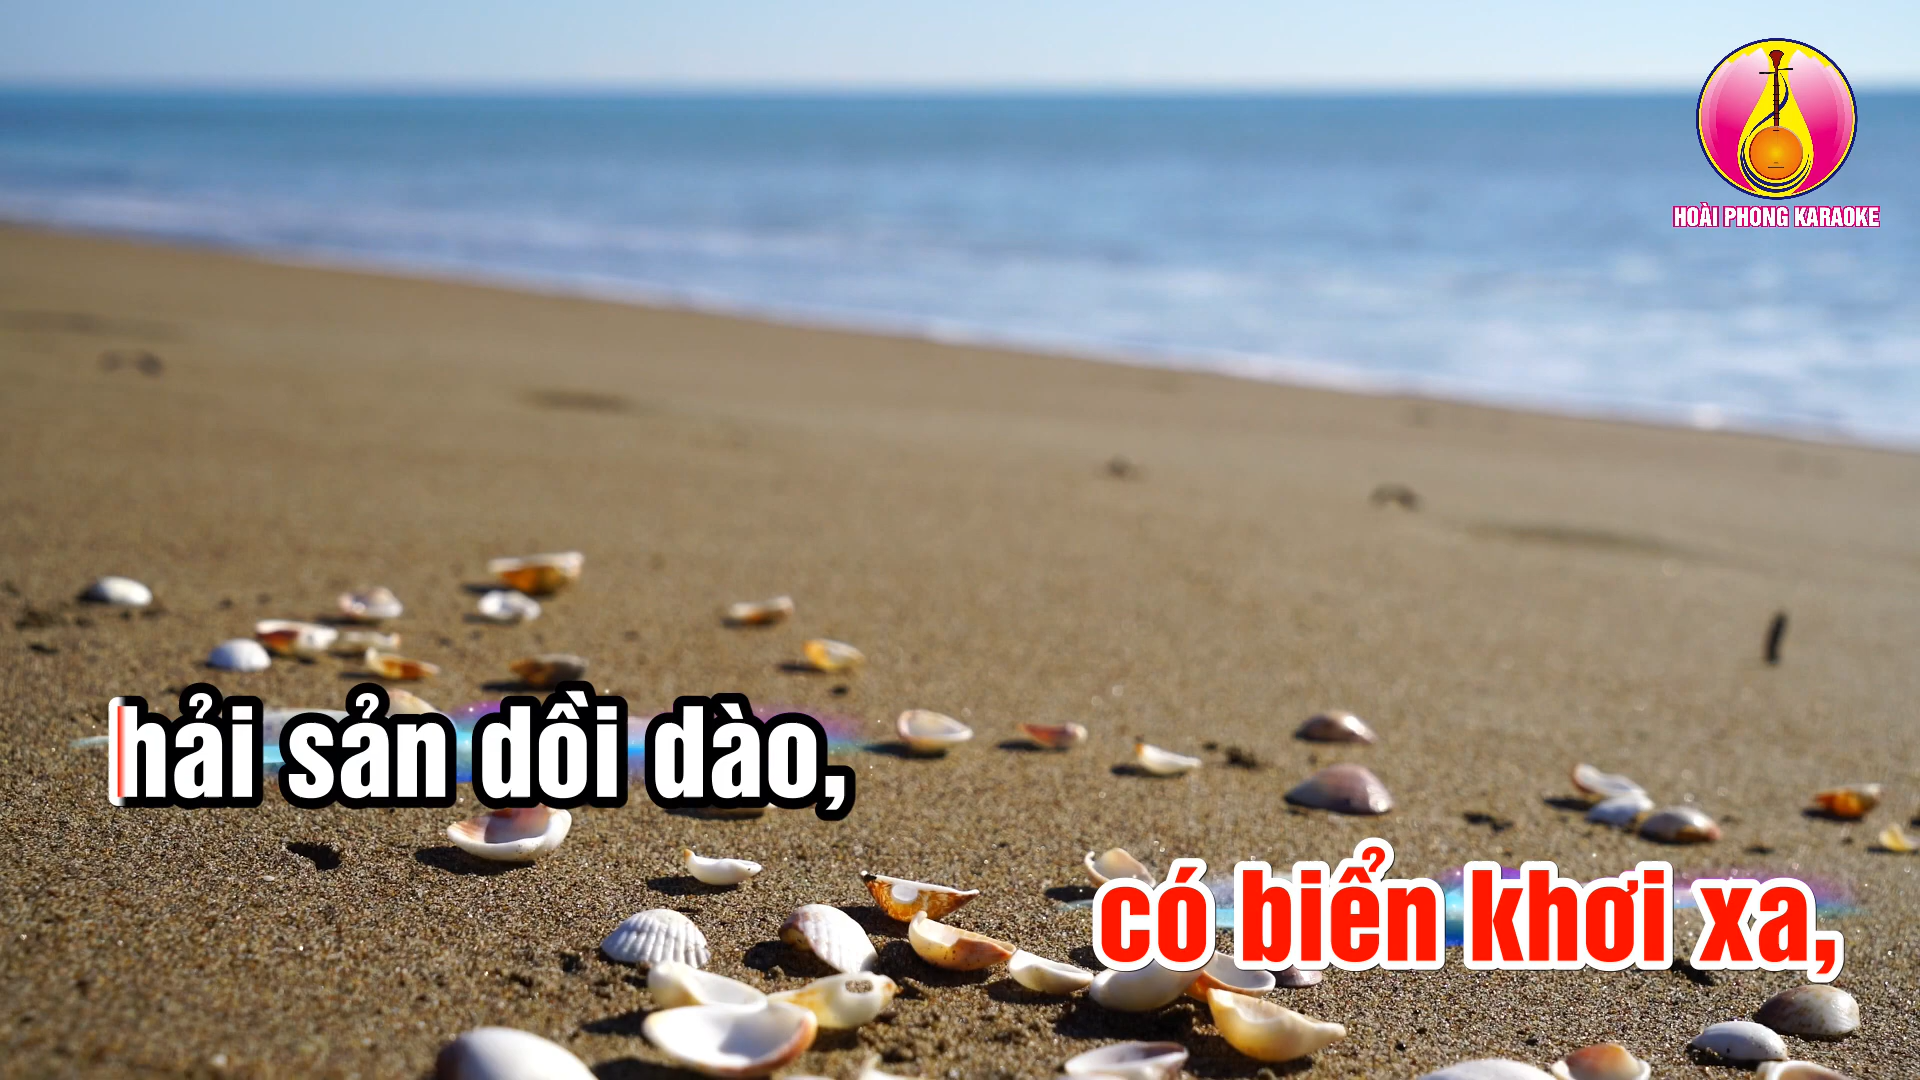 HOÀI PHONG KARAOKE
hải sản dồi dào,
có biển khơi xa,